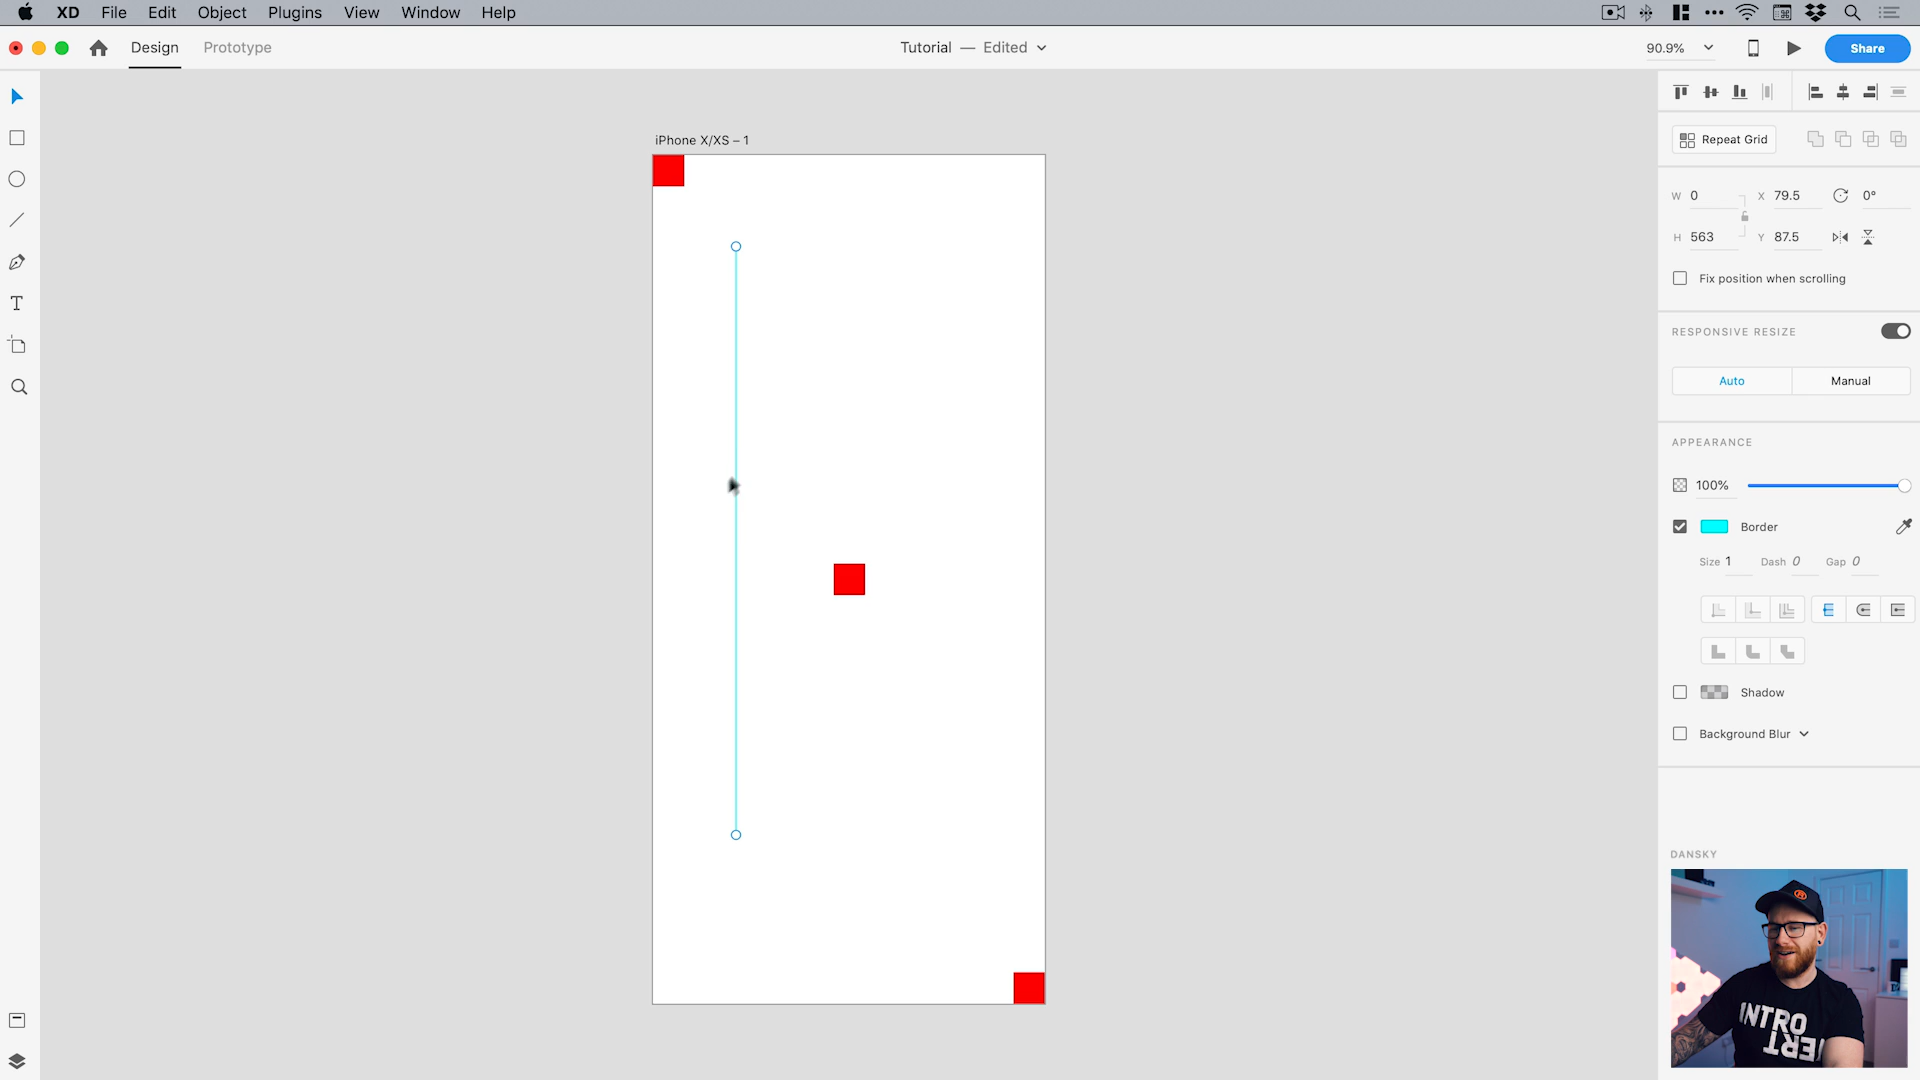 XD File Edit Object Plugins View Window Help
Design Prototype
Tutorial — Edited
90.9%
Share
iPhone X/XS – 1
Repeat Grid
W 0 X 79.5 0°
H 563 Y 87.5
Fix position when scrolling
RESPONSIVE RESIZE
Auto Manual
APPEARANCE
100%
Border
Size 1 Dash 0 Gap 0
Shadow
Background Blur
T
DANSKY
INTRO
VERT